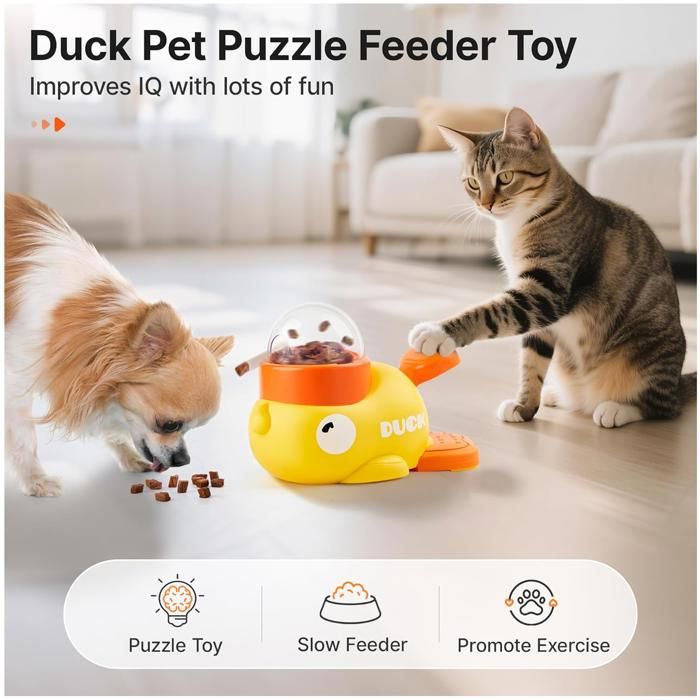 Duck Pet Puzzle Feeder Toy
Improves IQ with lots of fun
DUCK
Puzzle Toy
Slow Feeder
Promote Exercise